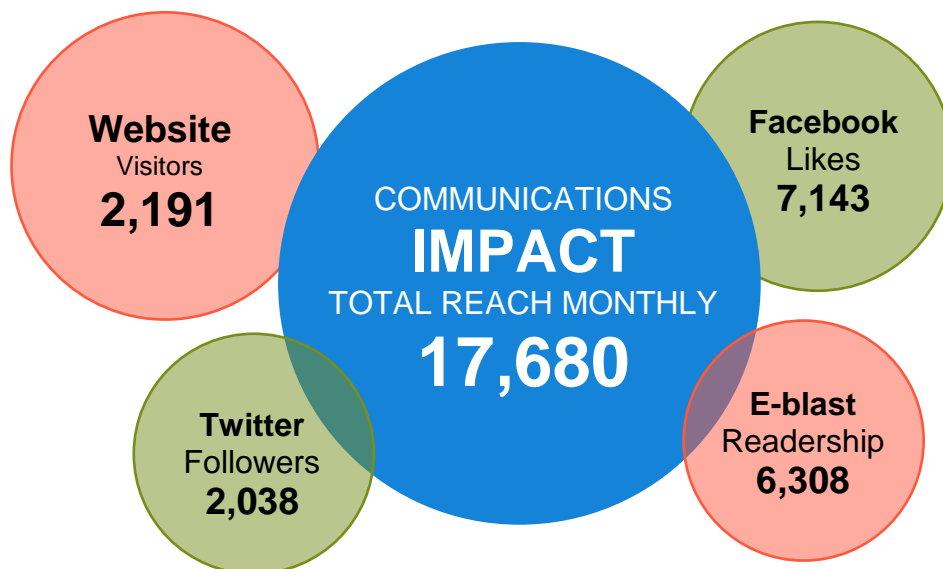 Website
Visitors
2,191
Facebook
Likes
7,143
COMMUNICATIONS
IMPACT
TOTAL REACH MONTHLY
17,680
Twitter
Followers
2,038
E-blast
Readership
6,308